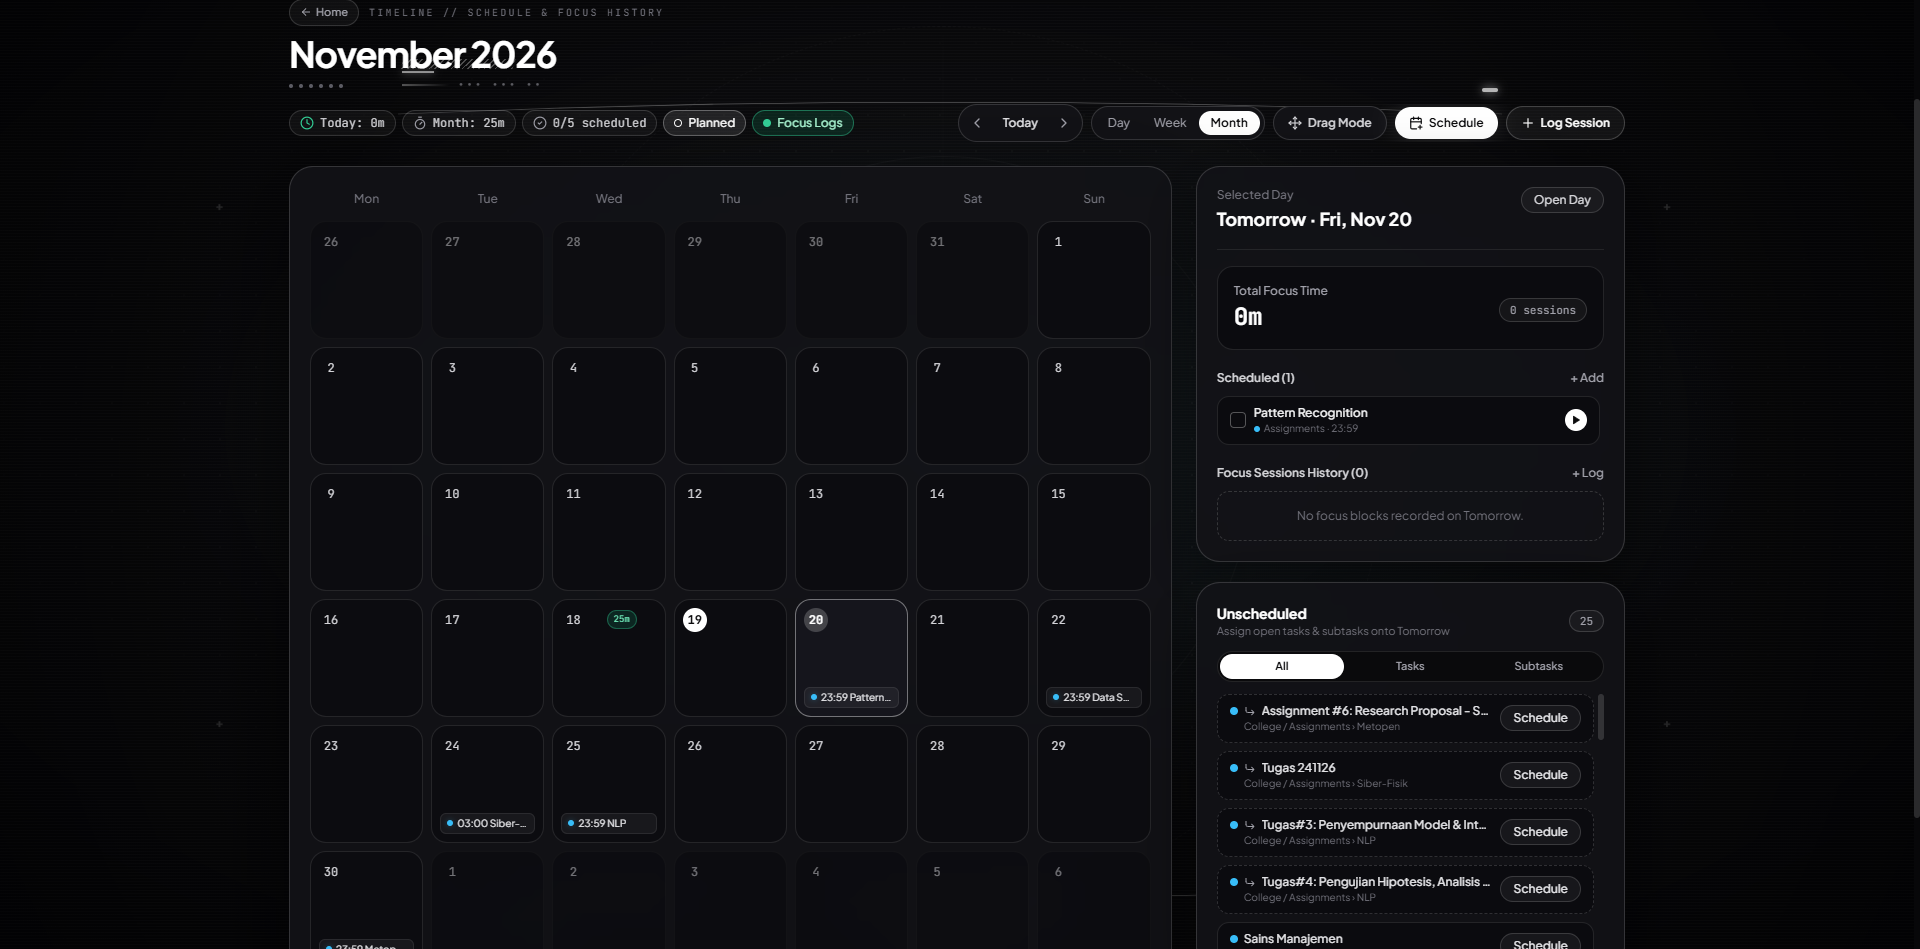 Home TIMELINE // SCHEDULE & FOCUS HISTORY
November 2026
Today: 0m Month: 25m 0/5 scheduled Planned Focus Logs Today Day Week Month Drag Mode Schedule Log Session
Mon Tue Wed Thu Fri Sat Sun
26 27 28 29 30 31 1
2 3 4 5 6 7 8
9 10 11 12 13 14 15
16 17 18 25m 19 20 21 22
23:59 Pattern... 23:59 Data S...
23 24 25 26 27 28 29
03:00 Siber-... 23:59 NLP
30 1 2 3 4 5 6
23:59 Metop...
Selected Day
Tomorrow · Fri, Nov 20
Open Day
Total Focus Time
0m
0 sessions
Scheduled (1) + Add
Pattern Recognition
Assignments · 23:59
Focus Sessions History (0) + Log
No focus blocks recorded on Tomorrow.
Unscheduled
Assign open tasks & subtasks onto Tomorrow
25
All Tasks Subtasks
Assignment #6: Research Proposal - S...
College / Assignments › Metopen
Schedule
Tugas 241126
College / Assignments › Siber-Fisik
Schedule
Tugas#3: Penyempurnaan Model & Int...
College / Assignments › NLP
Schedule
Tugas#4: Pengujian Hipotesis, Analisis ...
College / Assignments › NLP
Schedule
Sains Manajemen
Schedule